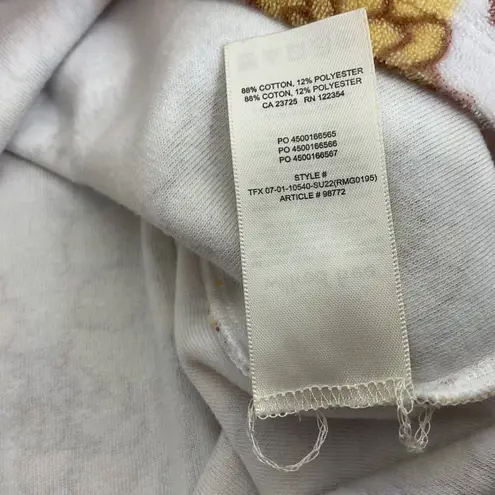 88% COTTON, 12% POLYESTER
88% COTON, 12% POLYESTER
CA 23725 RN 122354
PO 4500166565
PO 4500166566
PO 4500166567
STYLE #
TFX 07-01-10540-SU22(RMG0195)
ARTICLE # 98772